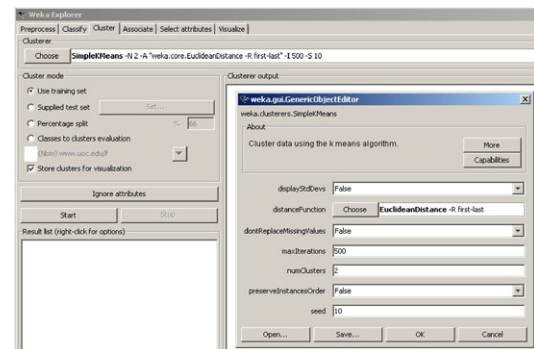 Weka Explorer
Preprocess Classify Cluster Associate Select attributes Visualize
Clusterer
Choose SimpleKMeans -N 2 -A "weka.core.EuclideanDistance -R first-last" -I 500 -S 10
Cluster mode
Use training set
Supplied test set Set...
Percentage split % 66
Classes to clusters evaluation
(Nom) www.uoc.edu/f
Store clusters for visualization
Ignore attributes
Start Stop
Result list (right-click for options)
Clusterer output
weka.gui.GenericObjectEditor
weka.clusterers.SimpleKMeans
About
Cluster data using the k means algorithm.
More
Capabilities
displayStdDevs False
distanceFunction Choose EuclideanDistance -R first-last
dontReplaceMissingValues False
maxIterations 500
numClusters 2
preserveInstancesOrder False
seed 10
Open... Save... OK Cancel